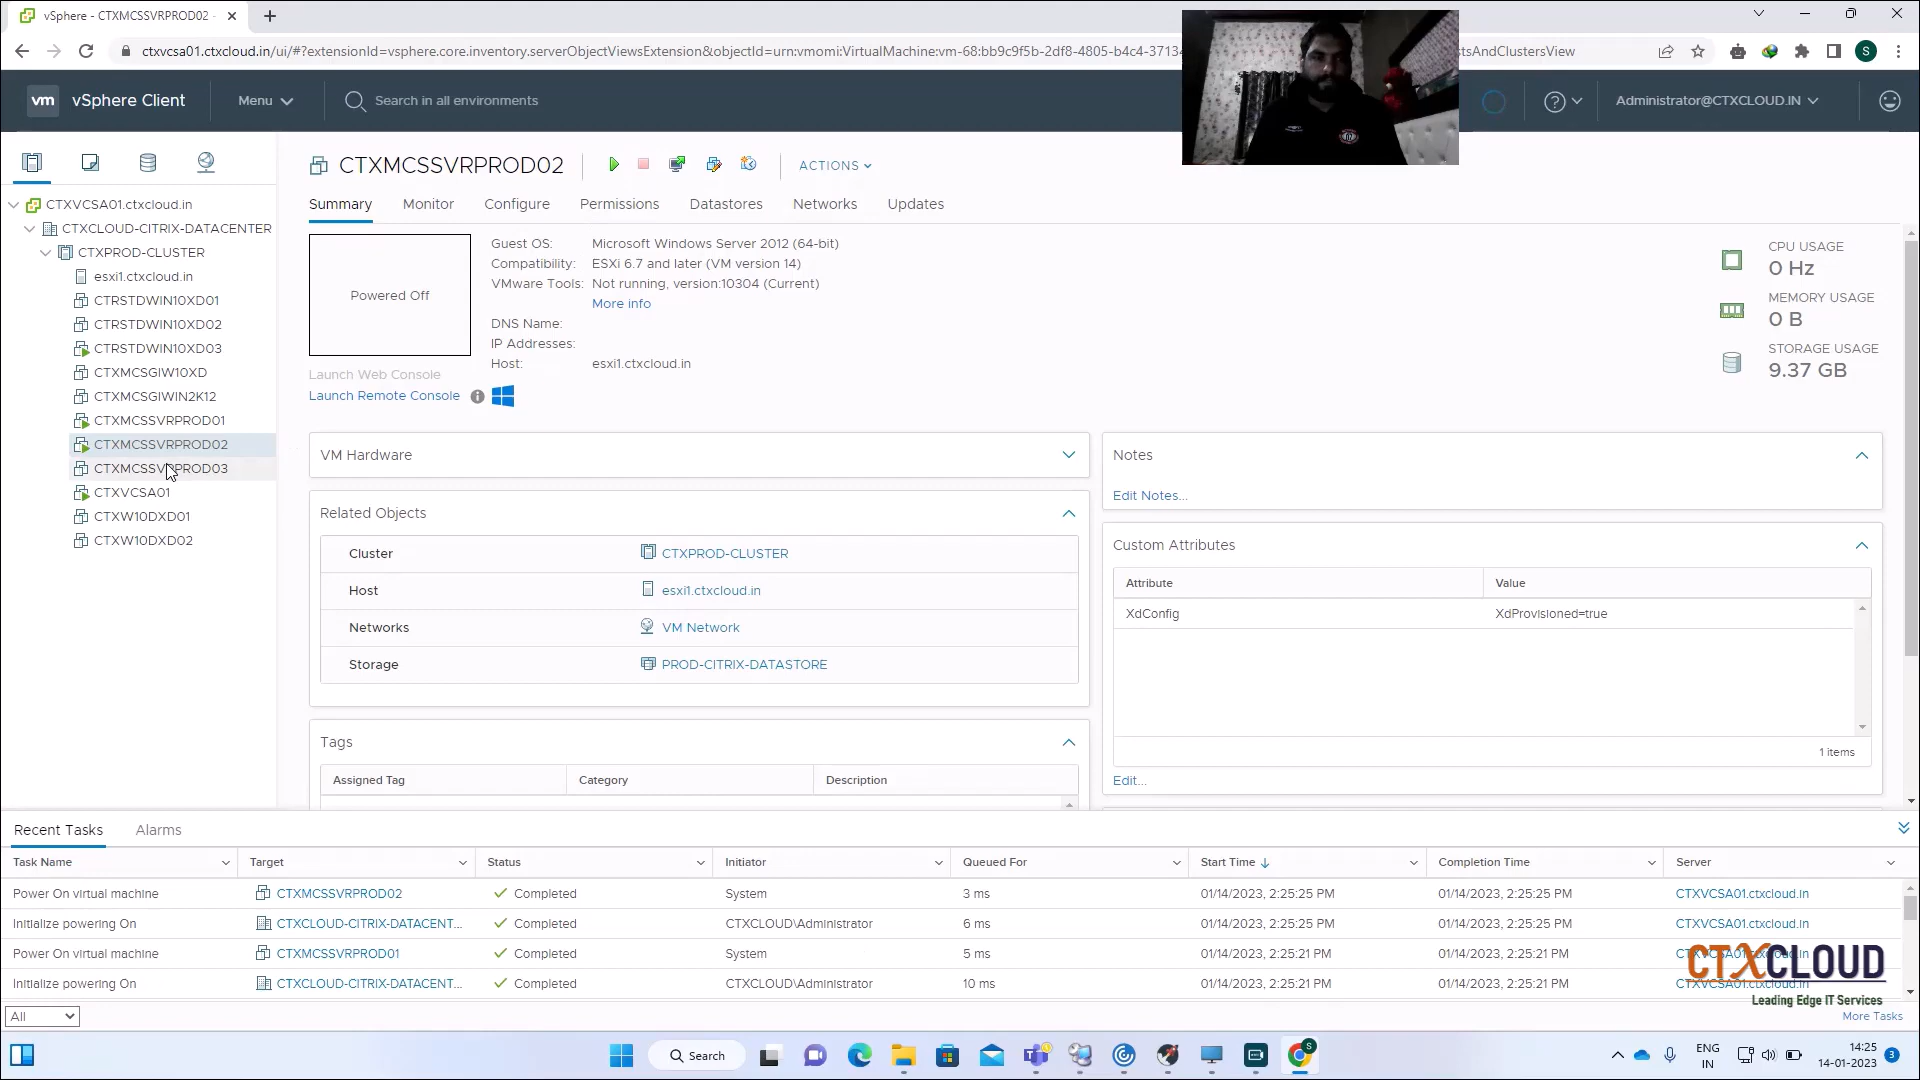 vSphere - CTXMCSSVRPROD02 -
ctxvcsa01.ctxcloud.in/ui/#?extensionId=vsphere.core.inventory.serverObjectViewsExtension&objectId=urn:vmomi:VirtualMachine:vm-68:bb9c9f5b-2df8-4805-b4c4-3713
stsAndClustersView
S
vm
vSphere Client
Menu
Search in all environments
Administrator@CTXCLOUD.IN
CTXVCSA01.ctxcloud.in
CTXCLOUD-CITRIX-DATACENTER
CTXPROD-CLUSTER
esxi1.ctxcloud.in
CTRSTDWIN10XD01
CTRSTDWIN10XD02
CTRSTDWIN10XD03
CTXMCSGIW10XD
CTXMCSGIWIN2K12
CTXMCSSVRPROD01
CTXMCSSVRPROD02
CTXMCSSVRPROD03
CTXVCSA01
CTXW10DXD01
CTXW10DXD02
CTXMCSSVRPROD02
ACTIONS
Summary Monitor Configure Permissions Datastores Networks Updates
Powered Off
Guest OS: Microsoft Windows Server 2012 (64-bit)
Compatibility: ESXi 6.7 and later (VM version 14)
VMware Tools: Not running, version:10304 (Current)
More info
DNS Name:
IP Addresses:
Host: esxi1.ctxcloud.in
Launch Web Console
Launch Remote Console
CPU USAGE
0 Hz
MEMORY USAGE
0 B
STORAGE USAGE
9.37 GB
VM Hardware
Related Objects
Cluster CTXPROD-CLUSTER
Host esxi1.ctxcloud.in
Networks VM Network
Storage PROD-CITRIX-DATASTORE
Tags
Assigned Tag Category Description
Notes
Edit Notes...
Custom Attributes
Attribute Value
XdConfig XdProvisioned=true
1 items
Edit...
Recent Tasks Alarms
Task Name Target Status Initiator Queued For Start Time Completion Time Server
Power On virtual machine CTXMCSSVRPROD02 Completed System 3 ms 01/14/2023, 2:25:25 PM 01/14/2023, 2:25:25 PM CTXVCSA01.ctxcloud.in
Initialize powering On CTXCLOUD-CITRIX-DATACENT... Completed CTXCLOUD\Administrator 6 ms 01/14/2023, 2:25:25 PM 01/14/2023, 2:25:25 PM CTXVCSA01.ctxcloud.in
Power On virtual machine CTXMCSSVRPROD01 Completed System 5 ms 01/14/2023, 2:25:21 PM 01/14/2023, 2:25:21 PM
Initialize powering On CTXCLOUD-CITRIX-DATACENT... Completed CTXCLOUD\Administrator 10 ms 01/14/2023, 2:25:21 PM 01/14/2023, 2:25:21 PM CTXVCSA01.ctxcloud.in
CTXCLOUD
Leading Edge IT Services
All
More Tasks
Search
ENG
IN
14:25
14-01-2023
3